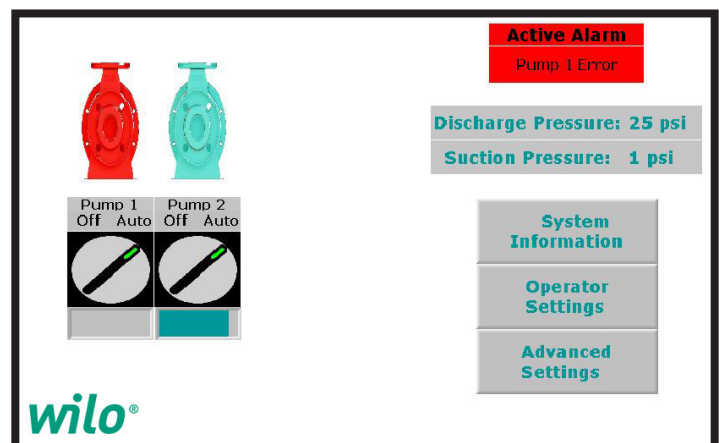 Active Alarm
Pump 1 Error
Discharge Pressure: 25 psi
Suction Pressure: 1 psi
Pump 1
Off Auto
Pump 2
Off Auto
System
Information
Operator
Settings
Advanced
Settings
wilo®